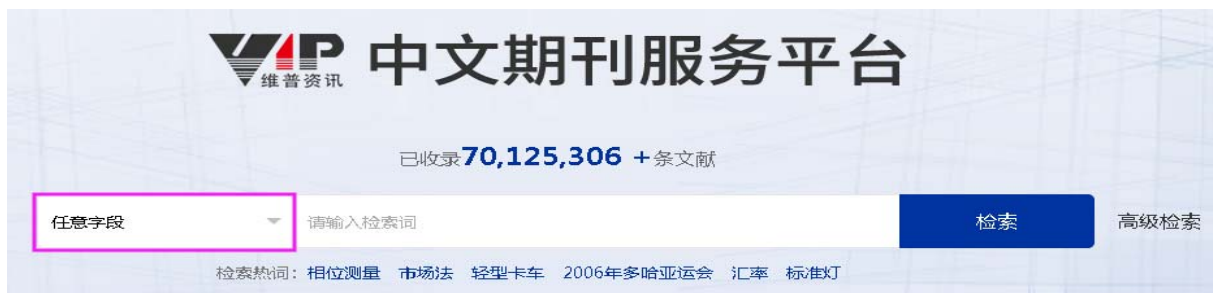 VIP 中文期刊服务平台
维普资讯
已收录70,125,306 +条文献
任意字段 请输入检索词 检索 高级检索
检索热词：相位测量 市场法 轻型卡车 2006年多哈亚运会 汇率 标准灯